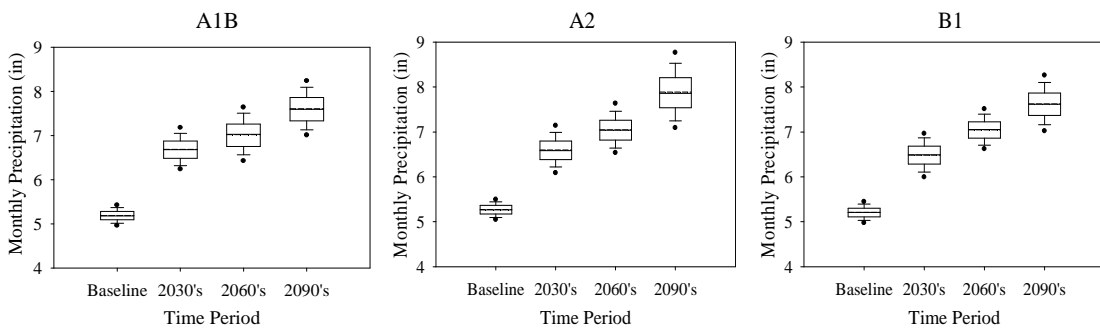 A1B
9
8
7
6
5
4
Monthly Precipitation (in)
Baseline 2030's 2060's 2090's
Time Period
A2
9
8
7
6
5
4
Monthly Precipitation (in)
Baseline 2030's 2060's 2090's
Time Period
B1
9
8
7
6
5
4
Monthly Precipitation (in)
Baseline 2030's 2060's 2090's
Time Period